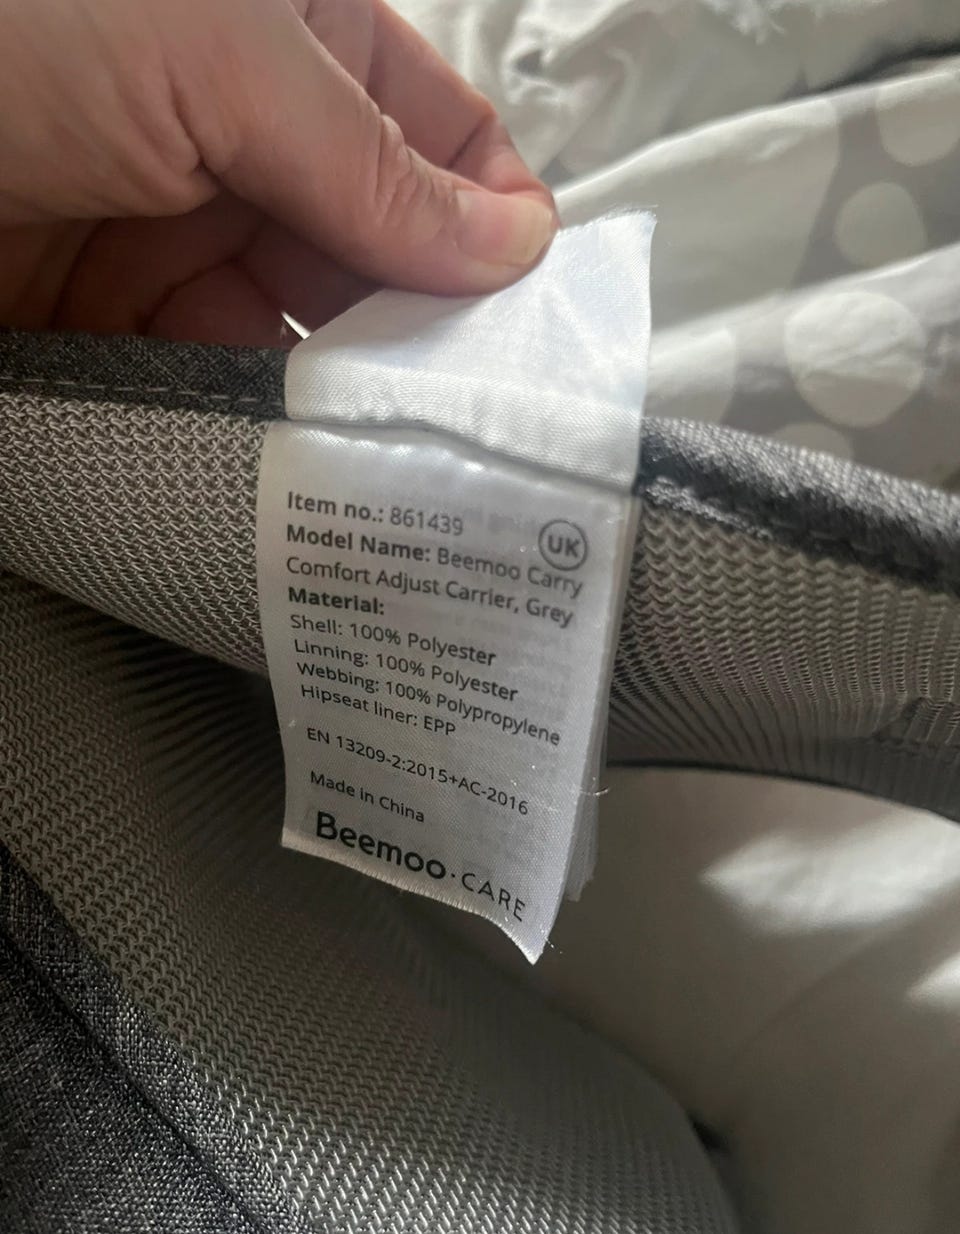 Item no.: 861439
UK
Model Name: Beemoo Carry
Comfort Adjust Carrier, Grey
Material:
Shell: 100% Polyester
Linning: 100% Polyester
Webbing: 100% Polypropylene
Hipseat liner: EPP
EN 13209-2:2015+AC-2016
Made in China
Beemoo·CARE